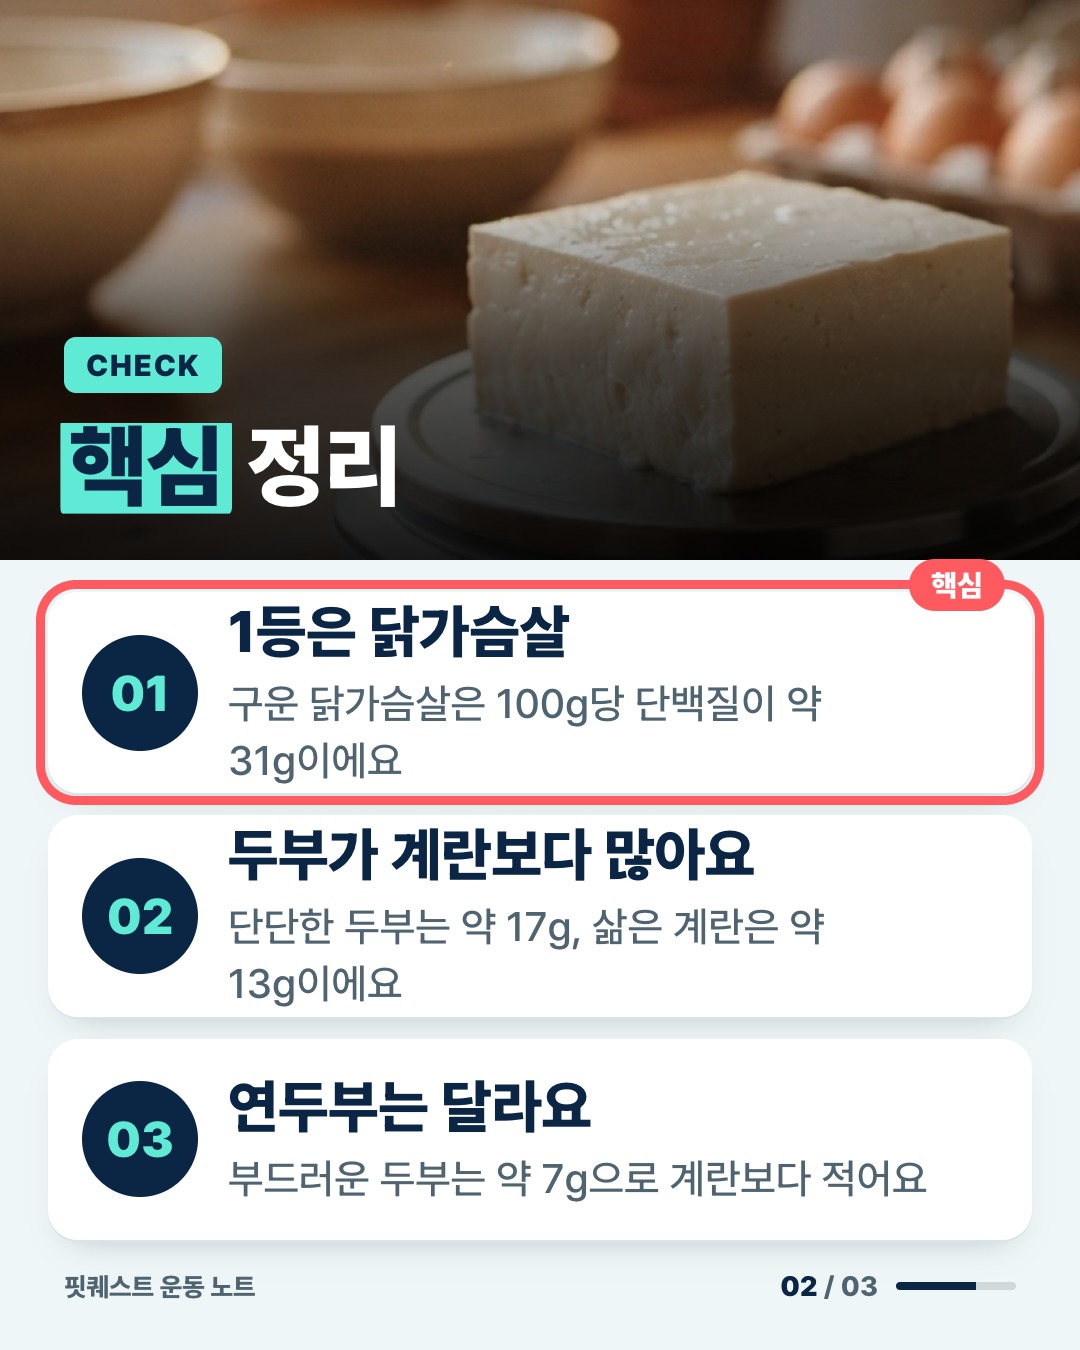 CHECK
핵심 정리
핵심
01
1등은 닭가슴살
구운 닭가슴살은 100g당 단백질이 약
31g이에요
02
두부가 계란보다 많아요
단단한 두부는 약 17g, 삶은 계란은 약
13g이에요
03
연두부는 달라요
부드러운 두부는 약 7g으로 계란보다 적어요
핏퀘스트 운동 노트
02 / 03